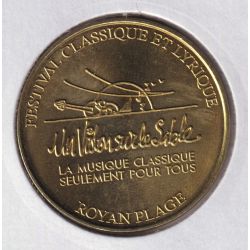 FESTIVAL CLASSIQUE ET LYRIQUE
Un Violon sur le Sable
LA MUSIQUE CLASSIQUE
SEULEMENT POUR TOUS
ROYAN PLAGE